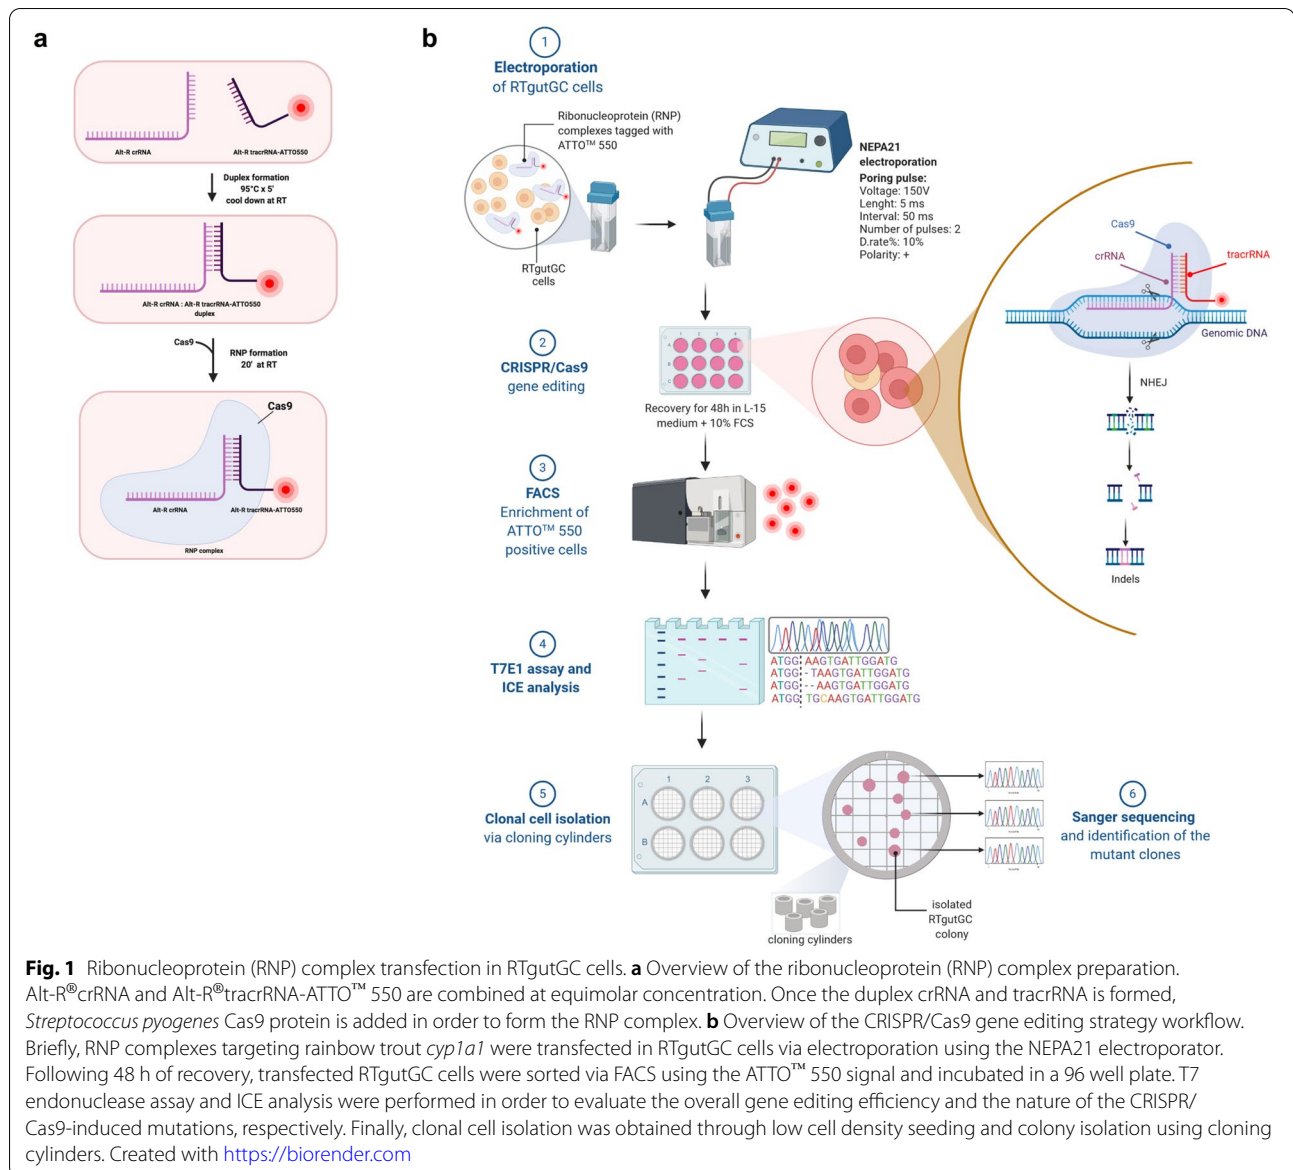 a
Alt-R crRNA
Alt-R tracrRNA-ATTO550
Duplex formation
95°C x 5'
cool down at RT
Alt-R crRNA : Alt-R tracrRNA-ATTO550
duplex
Cas9
RNP formation
20' at RT
Cas9
Alt-R crRNA
Alt-R tracrRNA-ATTO550
RNP complex
b
1
Electroporation
of RTgutGC cells
Ribonucleoprotein (RNP)
complexes tagged with
ATTO™ 550
RTgutGC
cells
NEPA21
electroporation
Poring pulse:
Voltage: 150V
Lenght: 5 ms
Interval: 50 ms
Number of pulses: 2
D.rate%: 10%
Polarity: +
Cas9
crRNA
tracrRNA
Genomic DNA
NHEJ
Indels
2
CRISPR/Cas9
gene editing
1 2 3 4
A
B
C
Recovery for 48h in L-15
medium + 10% FCS
3
FACS
Enrichment of
ATTO™ 550
positive cells
4
T7E1 assay and
ICE analysis
ATGG AAGTGATTGGATG
ATGG -TAAGTGATTGGATG
ATGG --AAGTGATTGGATG
ATGG TGCAAGTGATTGGATG
5
Clonal cell isolation
via cloning cylinders
1 2 3
A
B
cloning cylinders
isolated
RTgutGC
colony
6
Sanger sequencing
and identification of the
mutant clones
Fig. 1 Ribonucleoprotein (RNP) complex transfection in RTgutGC cells. a Overview of the ribonucleoprotein (RNP) complex preparation.
Alt-R®crRNA and Alt-R®tracrRNA-ATTO™ 550 are combined at equimolar concentration. Once the duplex crRNA and tracrRNA is formed,
Streptococcus pyogenes Cas9 protein is added in order to form the RNP complex. b Overview of the CRISPR/Cas9 gene editing strategy workflow.
Briefly, RNP complexes targeting rainbow trout cyp1a1 were transfected in RTgutGC cells via electroporation using the NEPA21 electroporator.
Following 48 h of recovery, transfected RTgutGC cells were sorted via FACS using the ATTO™ 550 signal and incubated in a 96 well plate. T7
endonuclease assay and ICE analysis were performed in order to evaluate the overall gene editing efficiency and the nature of the CRISPR/
Cas9-induced mutations, respectively. Finally, clonal cell isolation was obtained through low cell density seeding and colony isolation using cloning
cylinders. Created with https://biorender.com